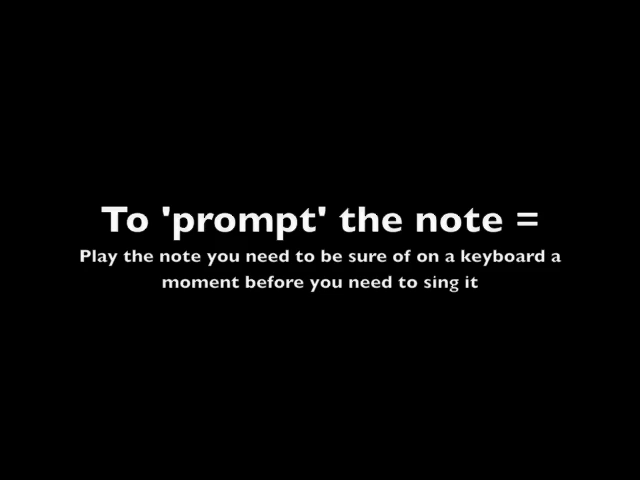 To 'prompt' the note =
Play the note you need to be sure of on a keyboard a
moment before you need to sing it